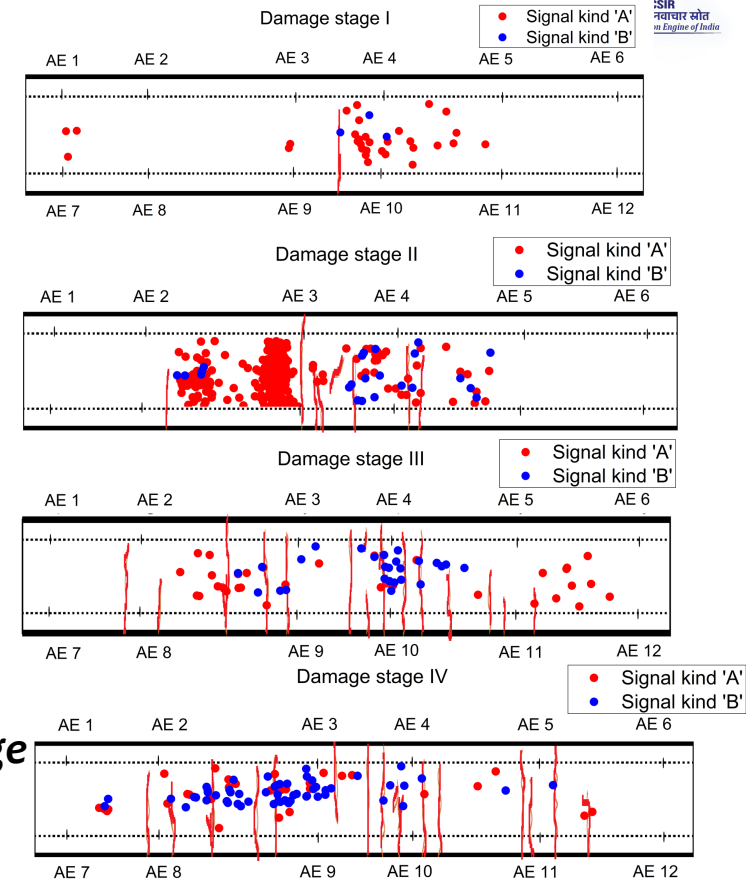 CSIR
नवाचार स्रोत
n Engine of India
Damage stage I
Signal kind 'A'
Signal kind 'B'
AE 1 AE 2 AE 3 AE 4 AE 5 AE 6
AE 7 AE 8 AE 9 AE 10 AE 11 AE 12
Damage stage II
Signal kind 'A'
Signal kind 'B'
AE 1 AE 2 AE 3 AE 4 AE 5 AE 6
Damage stage III
Signal kind 'A'
Signal kind 'B'
AE 1 AE 2 AE 3 AE 4 AE 5 AE 6
AE 7 AE 8 AE 9 AE 10 AE 11 AE 12
Damage stage IV
Signal kind 'A'
Signal kind 'B'
AE 1 AE 2 AE 3 AE 4 AE 5 AE 6
ge
AE 7 AE 8 AE 9 AE 10 AE 11 AE 12